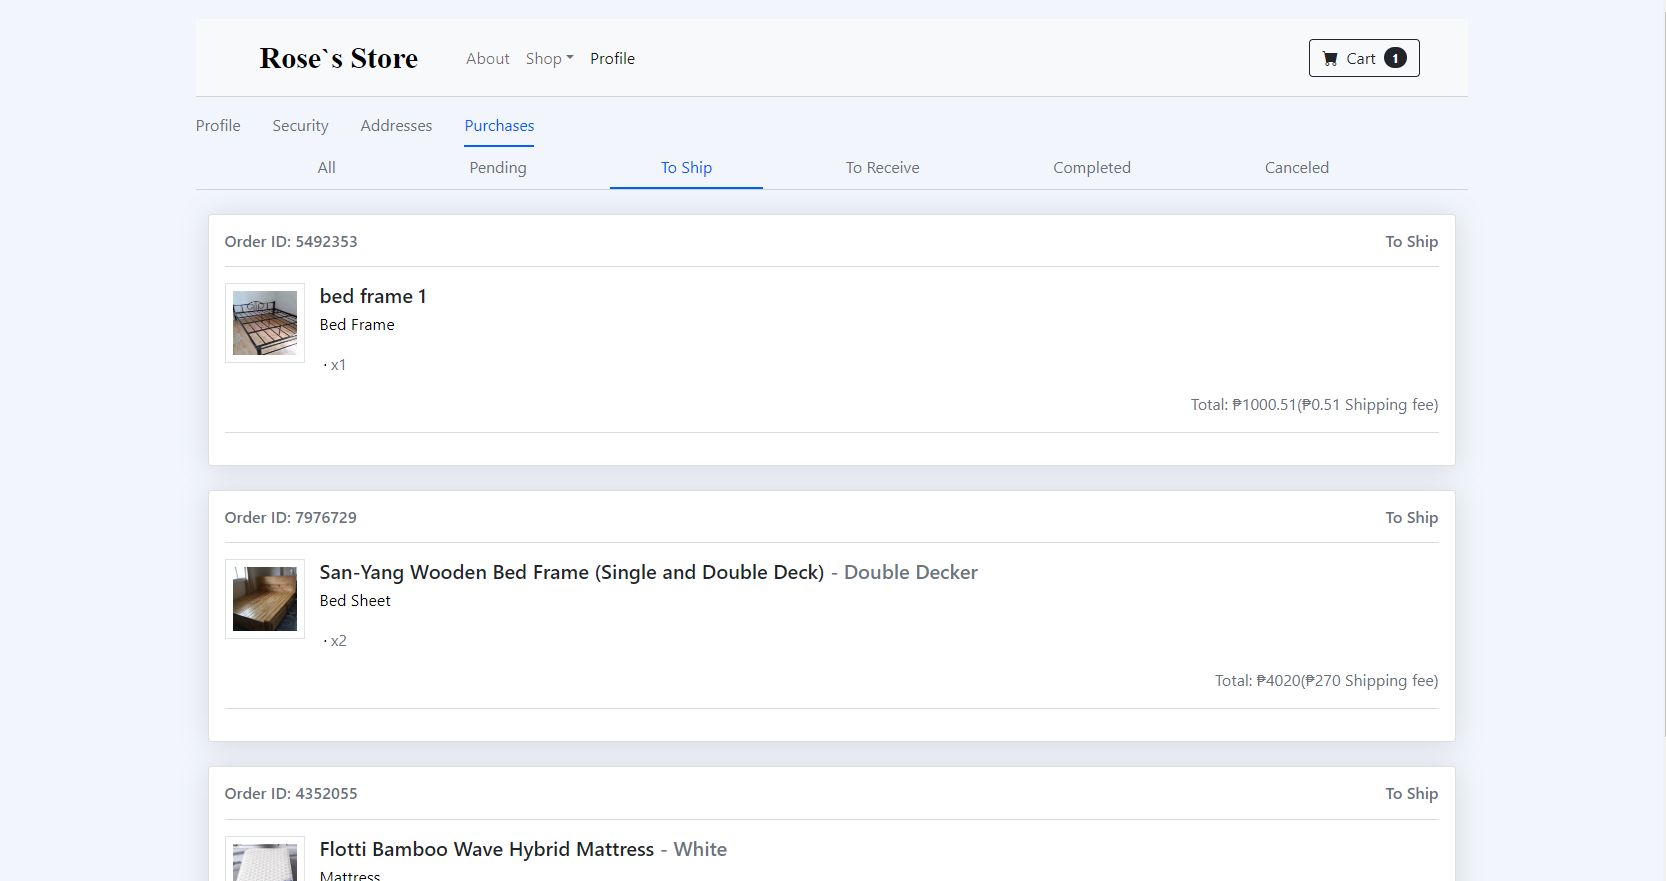 Rose`s Store About Shop Profile Cart 1
Profile Security Addresses Purchases
All Pending To Ship To Receive Completed Canceled
Order ID: 5492353 To Ship
bed frame 1
Bed Frame
· x1
Total: ₱1000.51(₱0.51 Shipping fee)
Order ID: 7976729 To Ship
San-Yang Wooden Bed Frame (Single and Double Deck) - Double Decker
Bed Sheet
· x2
Total: ₱4020(₱270 Shipping fee)
Order ID: 4352055 To Ship
Flotti Bamboo Wave Hybrid Mattress - White
Mattress